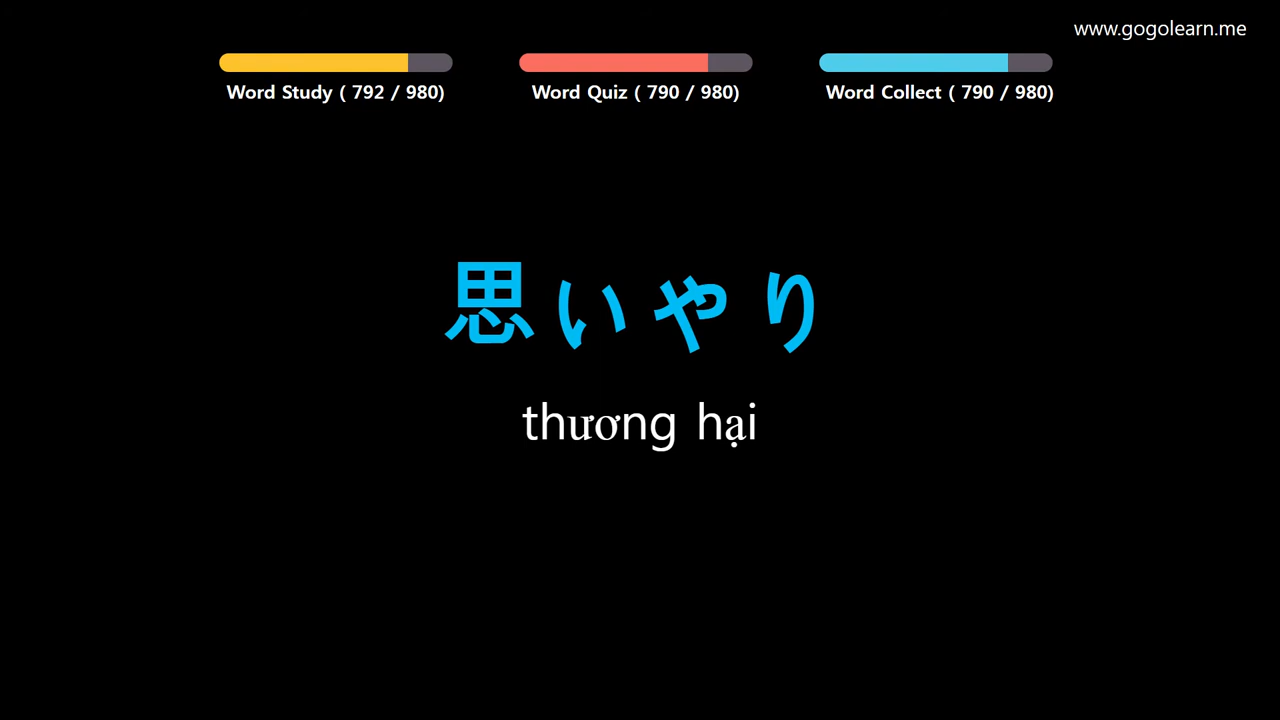 www.gogolearn.me
Word Study ( 792 / 980)
Word Quiz ( 790 / 980)
Word Collect ( 790 / 980)
思いやり
thương hại